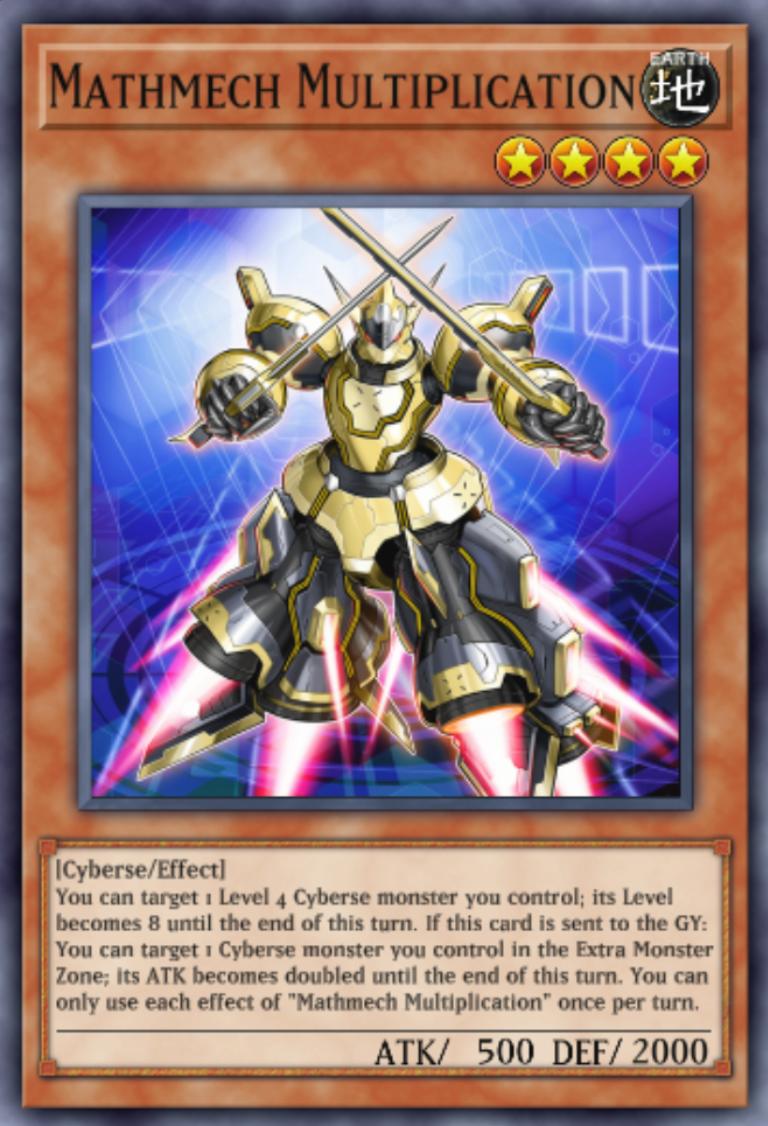 MATHMECH MULTIPLICATION
EARTH
地
[Cyberse/Effect]
You can target 1 Level 4 Cyberse monster you control; its Level
becomes 8 until the end of this turn. If this card is sent to the GY:
You can target 1 Cyberse monster you control in the Extra Monster
Zone; its ATK becomes doubled until the end of this turn. You can
only use each effect of "Mathmech Multiplication" once per turn.
ATK/ 500 DEF/ 2000